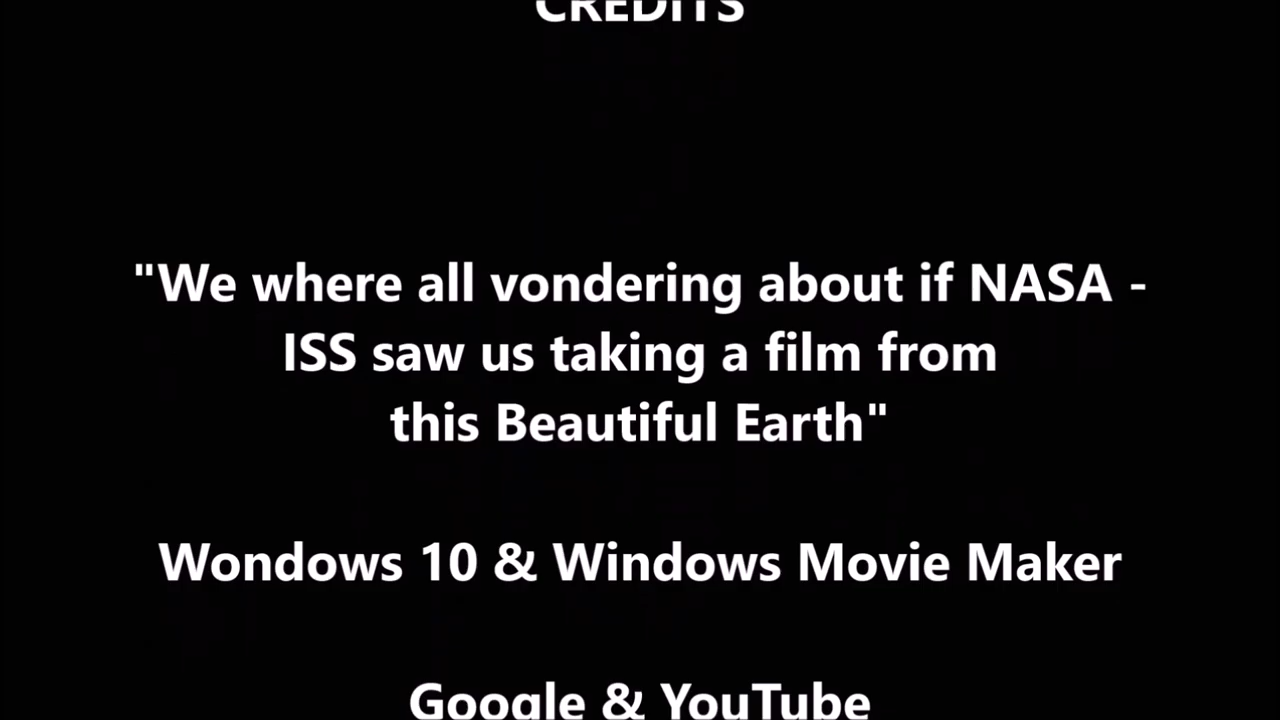 CREDITS
"We where all vondering about if NASA -
ISS saw us taking a film from
this Beautiful Earth"
Wondows 10 & Windows Movie Maker
Google & YouTube